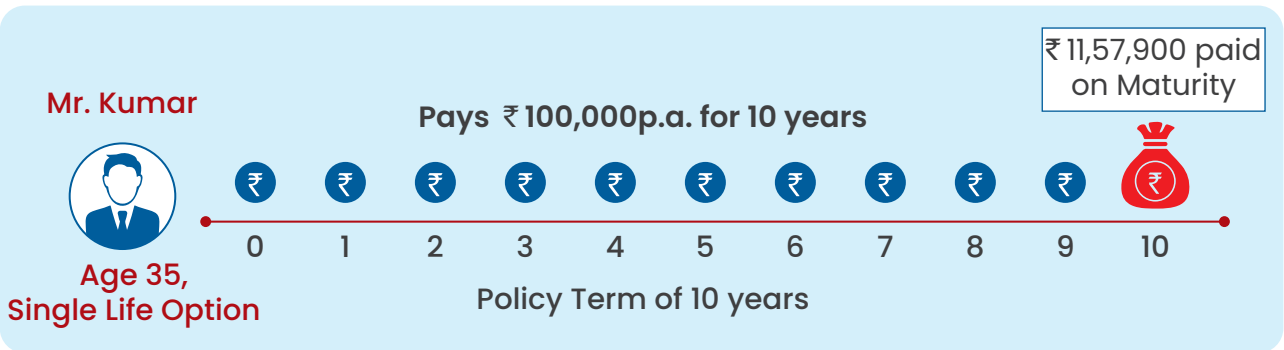 ₹ 11,57,900 paid
on Maturity
Mr. Kumar
Pays ₹ 100,000p.a. for 10 years
₹ ₹ ₹ ₹ ₹ ₹ ₹ ₹ ₹ ₹ ₹
0 1 2 3 4 5 6 7 8 9 10
Age 35,
Single Life Option
Policy Term of 10 years